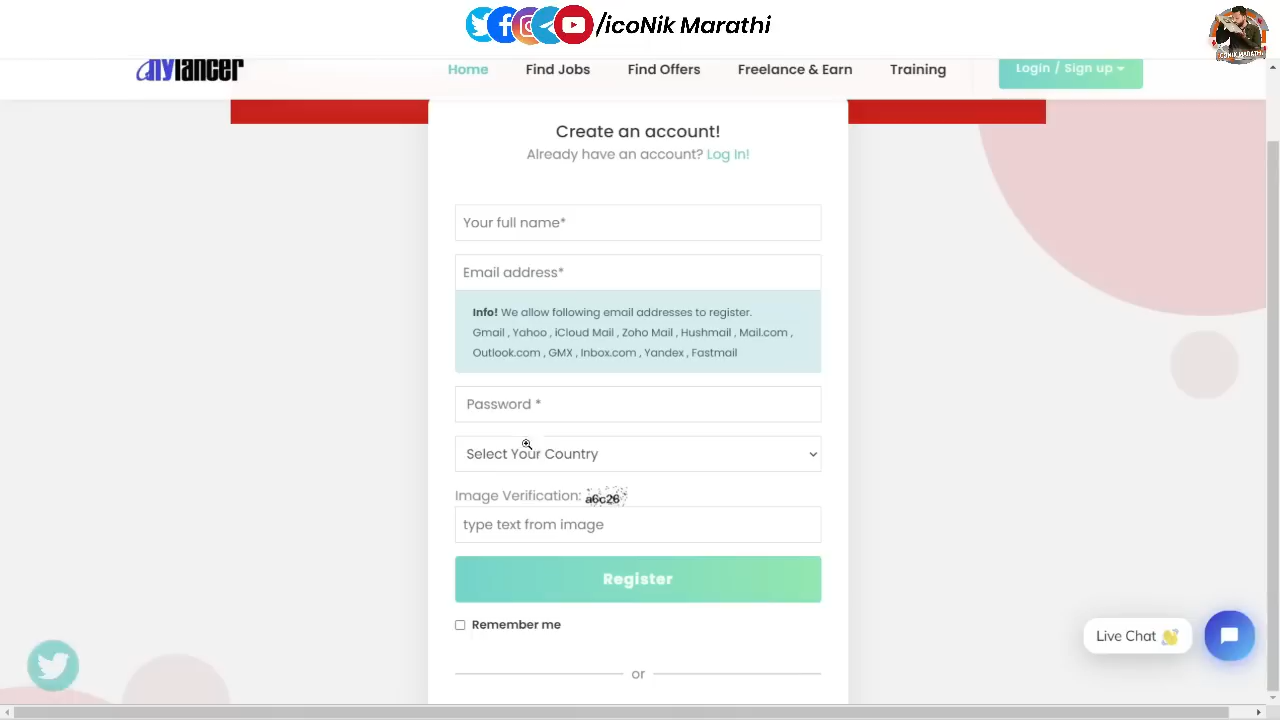 /icoNik Marathi
Mylancer
Home Find Jobs Find Offers Freelance & Earn Training Login / Sign up
Create an account!
Already have an account? Log In!
Your full name*
Email address*
Info! We allow following email addresses to register.
Gmail , Yahoo , iCloud Mail , Zoho Mail , Hushmail , Mail.com ,
Outlook.com , GMX , Inbox.com , Yandex , Fastmail
Password *
Select Your Country
Image Verification: a6c26
type text from image
Register
Remember me
or
Live Chat 👋